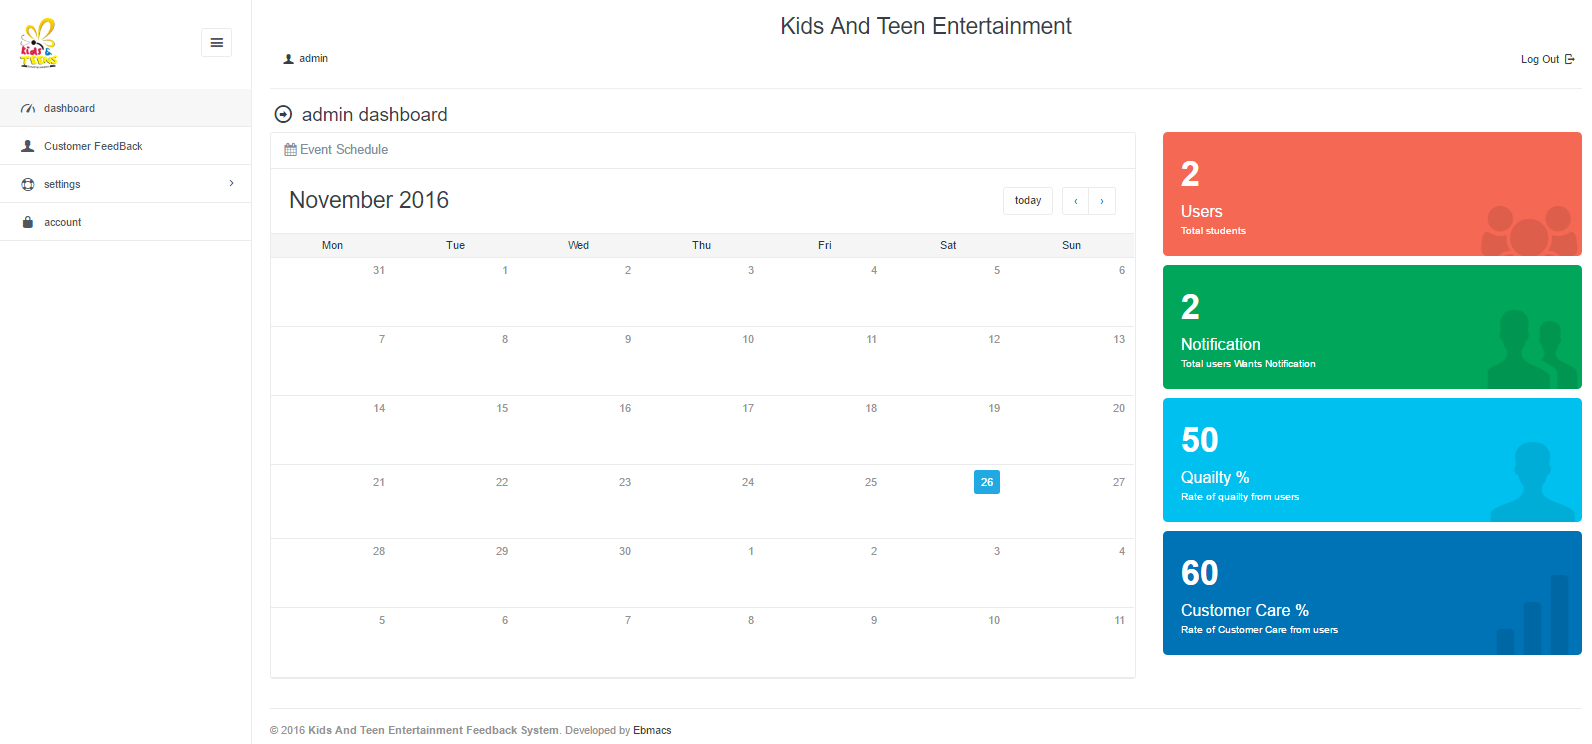 kids &
TEENS
Kids And Teen Entertainment
admin
Log Out
dashboard
Customer FeedBack
settings
account
admin dashboard
Event Schedule
November 2016
today
‹ ›
Mon Tue Wed Thu Fri Sat Sun
31 1 2 3 4 5 6
7 8 9 10 11 12 13
14 15 16 17 18 19 20
21 22 23 24 25 26 27
28 29 30 1 2 3 4
5 6 7 8 9 10 11
2
Users
Total students
2
Notification
Total users Wants Notification
50
Quailty %
Rate of quailty from users
60
Customer Care %
Rate of Customer Care from users
© 2016 Kids And Teen Entertainment Feedback System. Developed by Ebmacs